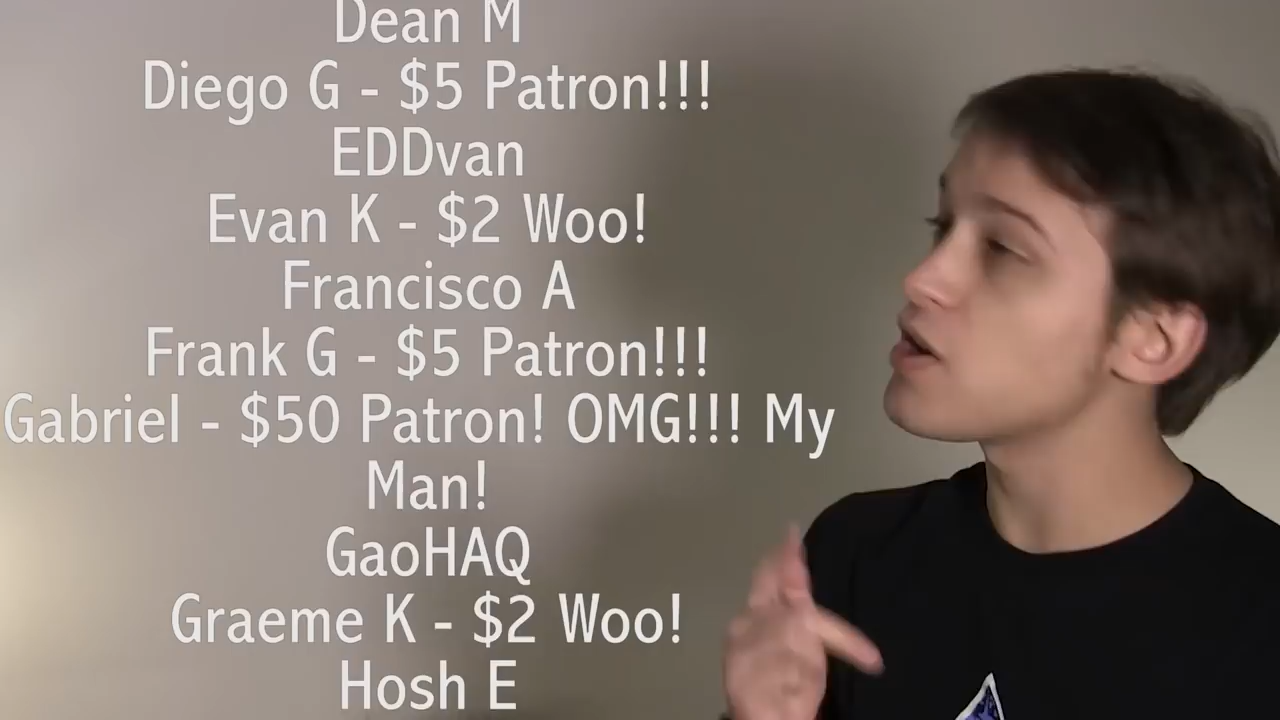 Dean M
Diego G - $5 Patron!!!
EDDvan
Evan K - $2 Woo!
Francisco A
Frank G - $5 Patron!!!
Gabriel - $50 Patron! OMG!!! My
Man!
GaoHAQ
Graeme K - $2 Woo!
Hosh E